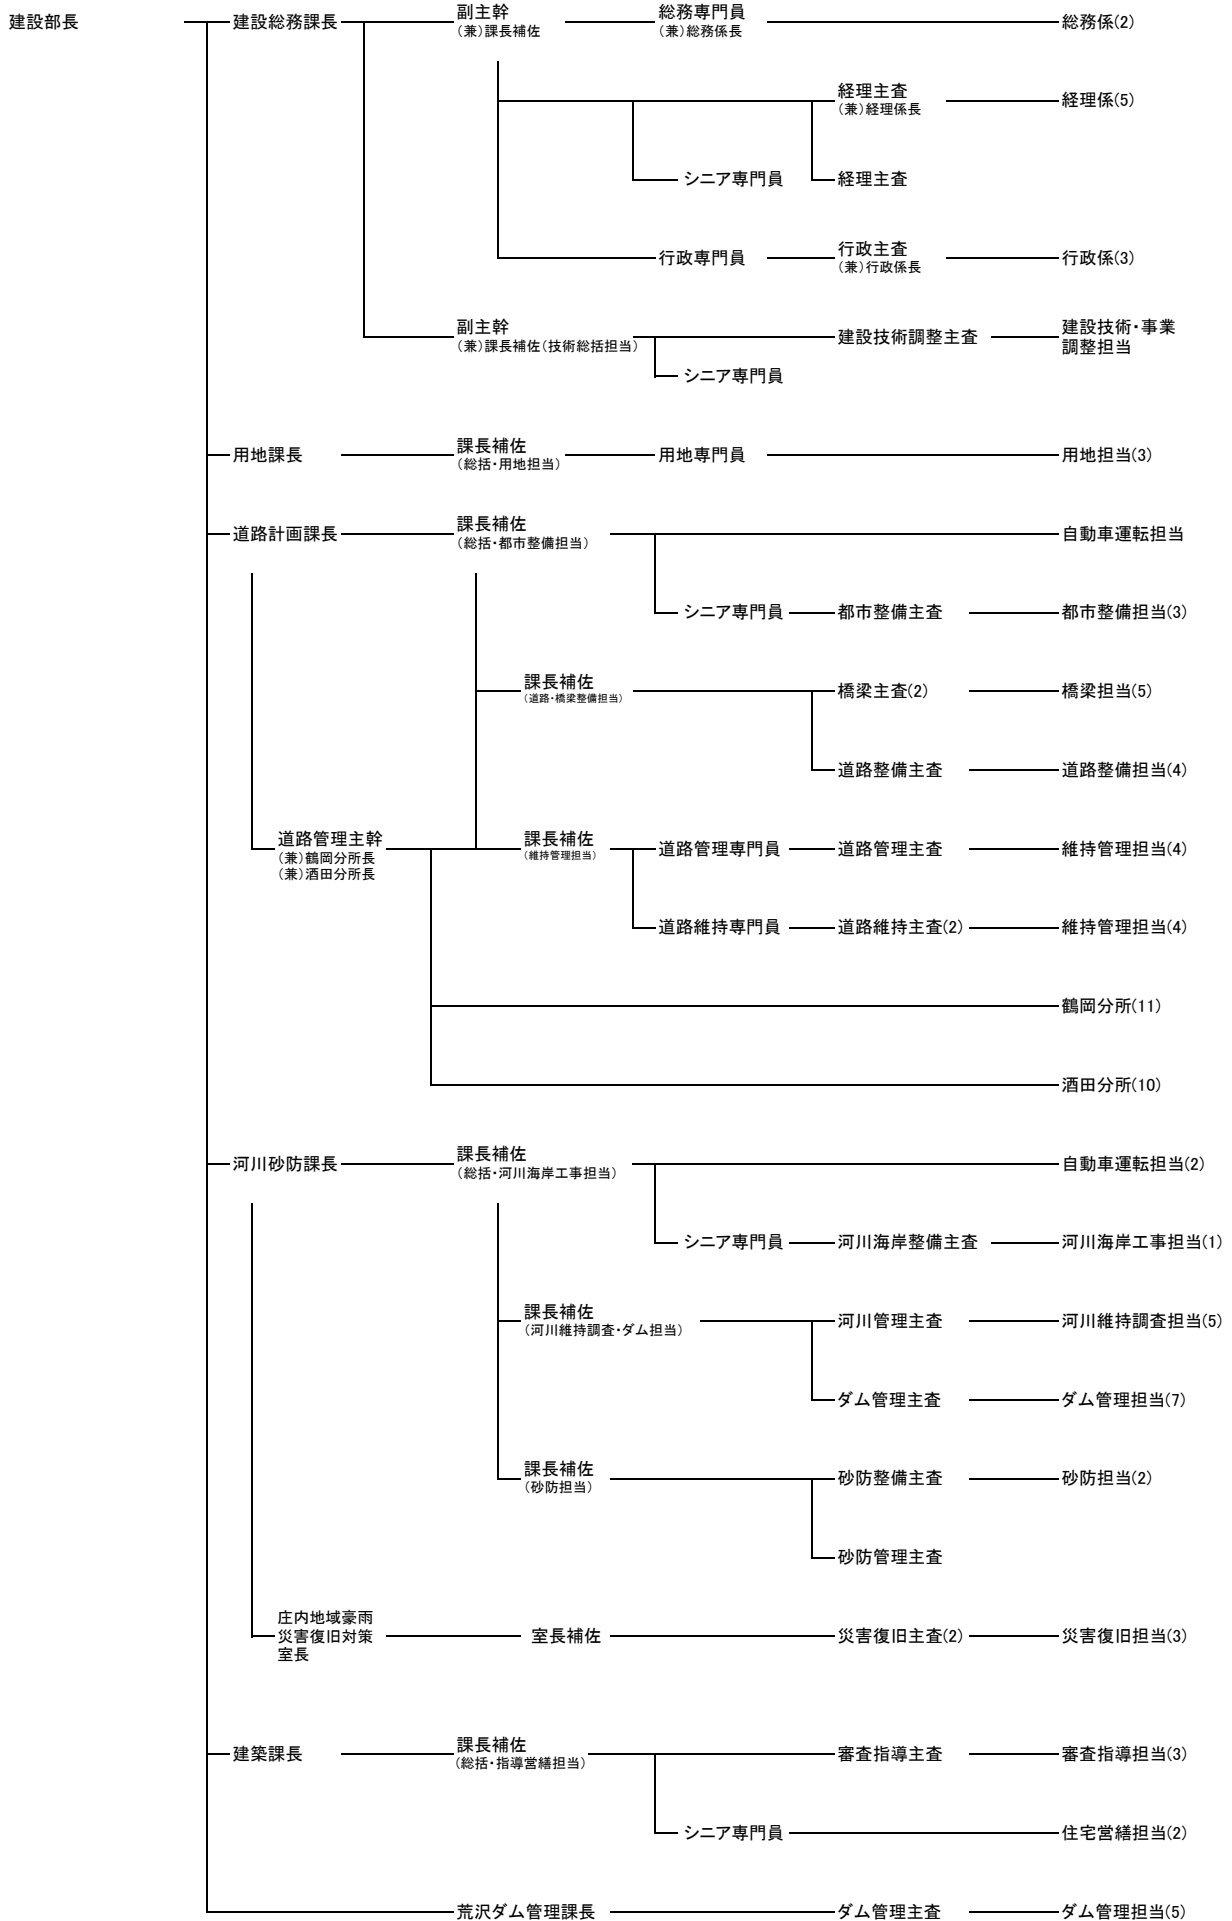 建設部長
建設総務課長
副主幹
(兼)課長補佐
総務専門員
(兼)総務係長
総務係(2)
経理主査
(兼)経理係長
経理係(5)
シニア専門員
経理主査
行政専門員
行政主査
(兼)行政係長
行政係(3)
副主幹
(兼)課長補佐(技術総括担当)
建設技術調整主査
建設技術・事業
調整担当
シニア専門員
用地課長
課長補佐
(総括・用地担当)
用地専門員
用地担当(3)
道路計画課長
課長補佐
(総括・都市整備担当)
自動車運転担当
シニア専門員
都市整備主査
都市整備担当(3)
課長補佐
(道路・橋梁整備担当)
橋梁主査(2)
橋梁担当(5)
道路整備主査
道路整備担当(4)
道路管理主幹
(兼)鶴岡分所長
(兼)酒田分所長
課長補佐
(維持管理担当)
道路管理専門員
道路管理主査
維持管理担当(4)
道路維持専門員
道路維持主査(2)
維持管理担当(4)
鶴岡分所(11)
酒田分所(10)
河川砂防課長
課長補佐
(総括・河川海岸工事担当)
自動車運転担当(2)
シニア専門員
河川海岸整備主査
河川海岸工事担当(1)
課長補佐
(河川維持調査・ダム担当)
河川管理主査
河川維持調査担当(5)
ダム管理主査
ダム管理担当(7)
課長補佐
(砂防担当)
砂防整備主査
砂防担当(2)
砂防管理主査
庄内地域豪雨
災害復旧対策
室長
室長補佐
災害復旧主査(2)
災害復旧担当(3)
建築課長
課長補佐
(総括・指導営繕担当)
審査指導主査
審査指導担当(3)
シニア専門員
住宅営繕担当(2)
荒沢ダム管理課長
ダム管理主査
ダム管理担当(5)